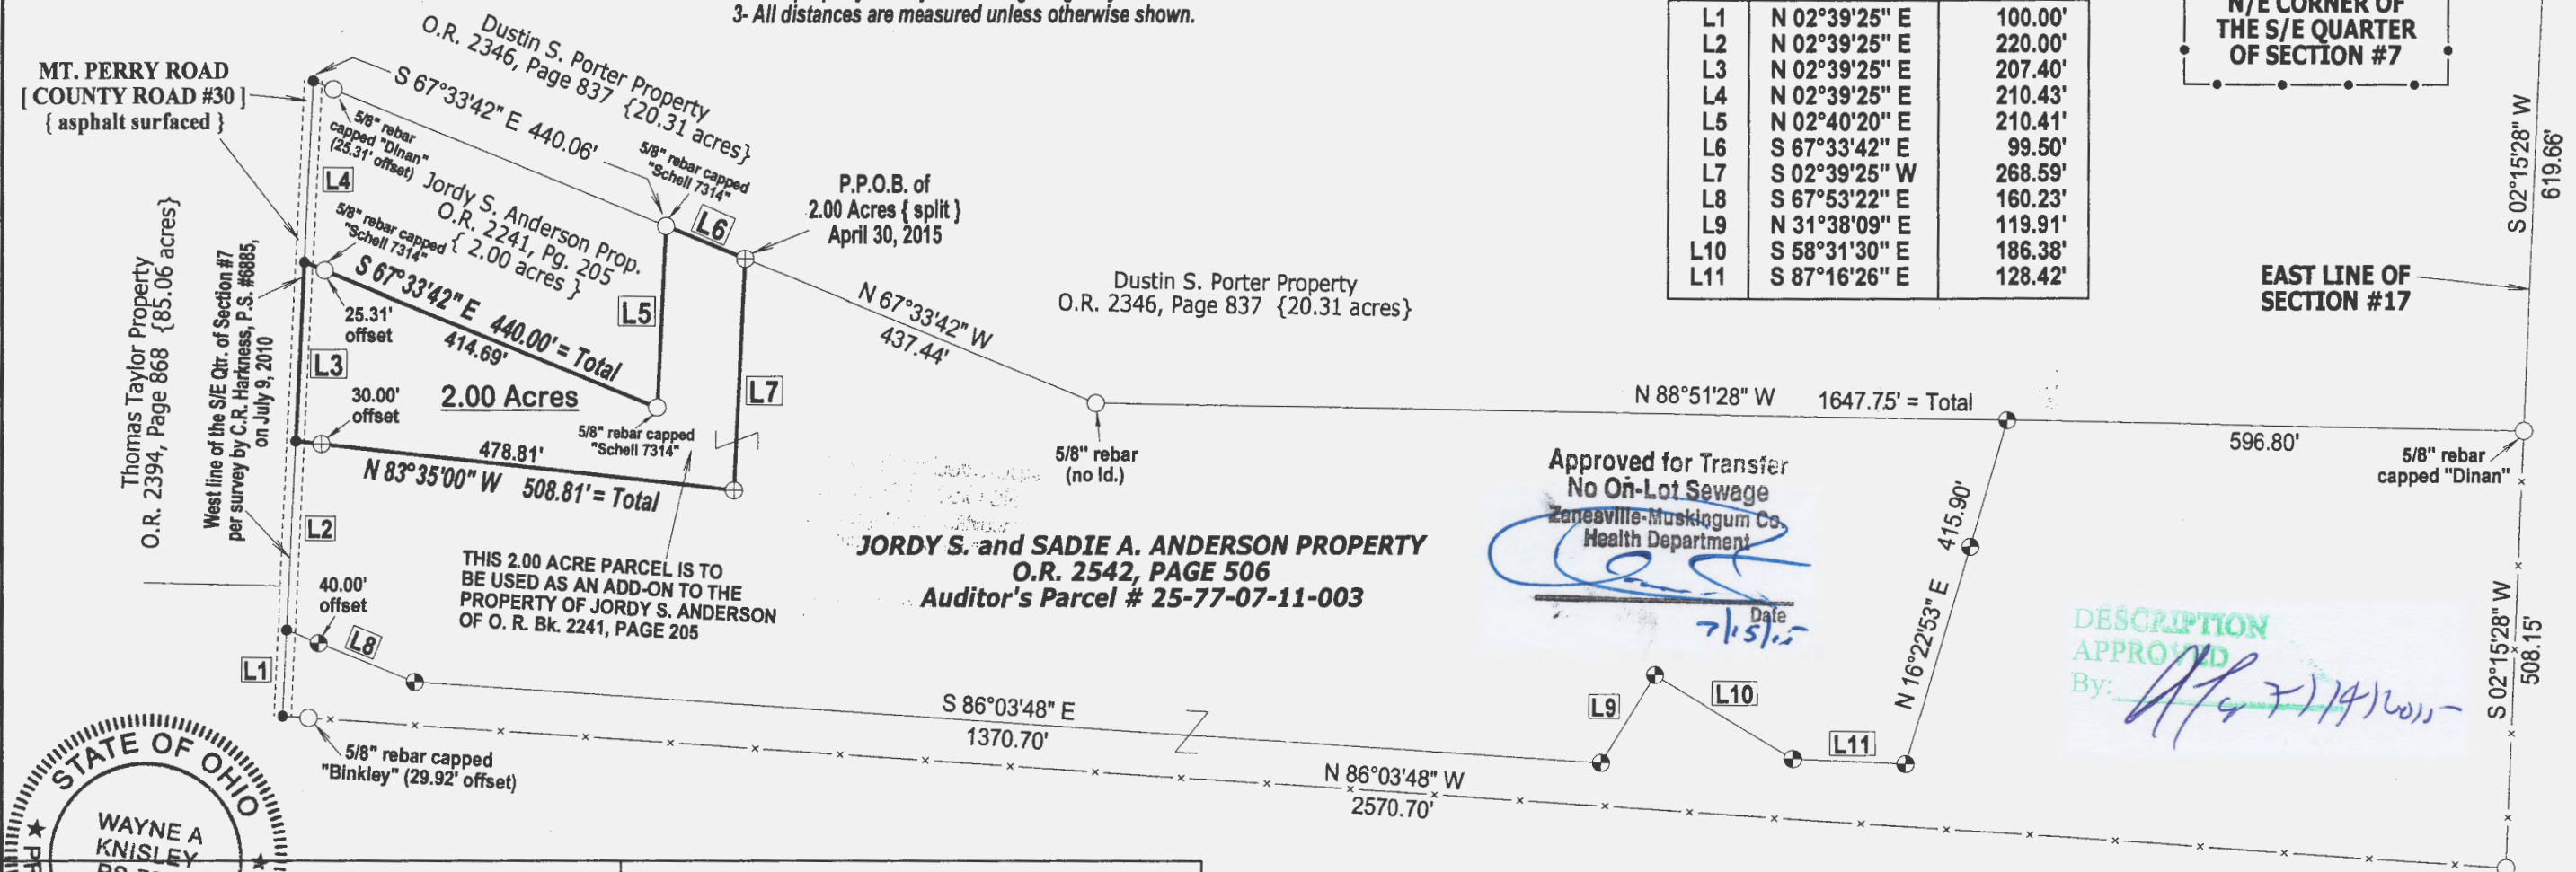 3- All distances are measured unless otherwise shown.
Dustin S. Porter Property
O.R. 2346, Page 837 {20.31 acres}
MT. PERRY ROAD
[ COUNTY ROAD #30 ]
{ asphalt surfaced }
S 67°33'42" E 440.06'
5/8" rebar
capped "Dinan"
(25.31' offset)
5/8" rebar capped
"Schell 7314"
L4
Jordy S. Anderson Prop.
O.R. 2241, Pg. 205
{ 2.00 acres }
5/8" rebar capped
"Schell 7314"
L6
P.P.O.B. of
2.00 Acres { split }
April 30, 2015
Thomas Taylor Property
O.R. 2394, Page 868 {85.06 acres}
West line of the S/E Qtr. of Section #7
per survey by C.R. Harkness, P.S. #6885,
on July 9, 2010
S 67°33'42" E 440.00' = Total
414.69'
25.31'
offset
L5
L3
L7
30.00'
offset
2.00 Acres
5/8" rebar capped
"Schell 7314"
478.81'
N 83°35'00" W 508.81' = Total
L2
THIS 2.00 ACRE PARCEL IS TO
BE USED AS AN ADD-ON TO THE
PROPERTY OF JORDY S. ANDERSON
OF O. R. Bk. 2241, PAGE 205
40.00'
offset
L8
L1
5/8" rebar capped
"Binkley" (29.92' offset)
N 67°33'42" W
437.44'
Dustin S. Porter Property
O.R. 2346, Page 837 {20.31 acres}
5/8" rebar
(no Id.)
N 88°51'28" W 1647.75' = Total
596.80'
5/8" rebar
capped "Dinan"
JORDY S. and SADIE A. ANDERSON PROPERTY
O.R. 2542, PAGE 506
Auditor's Parcel # 25-77-07-11-003
Approved for Transfer
No On-Lot Sewage
Zanesville-Muskingum Co.
Health Department
Date
7/15/15
L1 N 02°39'25" E 100.00'
L2 N 02°39'25" E 220.00'
L3 N 02°39'25" E 207.40'
L4 N 02°39'25" E 210.43'
L5 N 02°40'20" E 210.41'
L6 S 67°33'42" E 99.50'
L7 S 02°39'25" W 268.59'
L8 S 67°53'22" E 160.23'
L9 N 31°38'09" E 119.91'
L10 S 58°31'30" E 186.38'
L11 S 87°16'26" E 128.42'
N/E CORNER OF
THE S/E QUARTER
OF SECTION #7
S 02°15'28" W
619.66'
EAST LINE OF
SECTION #17
N 16°22'53" E 415.90'
S 02°15'28" W
508.15'
DESCRIPTION
APPROVED
By: 7/14/2015
S 86°03'48" E
1370.70'
L9
L10
L11
N 86°03'48" W
2570.70'
STATE OF OHIO
WAYNE A
KNISLEY